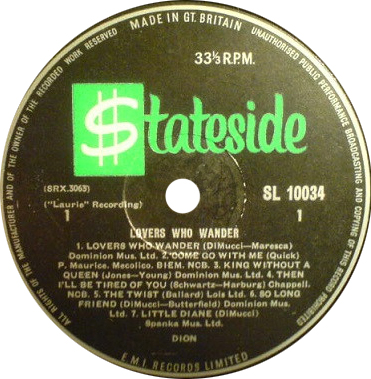 MADE IN GT. BRITAIN
ALL RIGHTS OF THE MANUFACTURER AND OF THE OWNER OF THE RECORDED WORK RESERVED
UNAUTHORISED PUBLIC PERFORMANCE BROADCASTING AND COPYING OF THIS RECORD PROHIBITED
33⅓ R.P.M.
$tateside
(SRX.3063)
SL 10034
("Laurie" Recording)
1
1
LOVERS WHO WANDER
1. LOVERS WHO WANDER (DiMucci—Maresca)
Dominion Mus. Ltd. 2. COME GO WITH ME (Quick)
P. Maurice. Mecolico. BIEM. NCB. 3. KING WITHOUT A
QUEEN (Jones—Young) Dominion Mus. Ltd. 4. THEN
I'LL BE TIRED OF YOU (Schwartz—Harburg) Chappell.
NCB. 5. THE TWIST (Ballard) Lois Ltd. 6. SO LONG
FRIEND (DiMucci—Butterfield) Dominion Mus.
Ltd. 7. LITTLE DIANE (DiMucci)
Spanka Mus. Ltd.
DION
E.M.I. RECORDS LIMITED